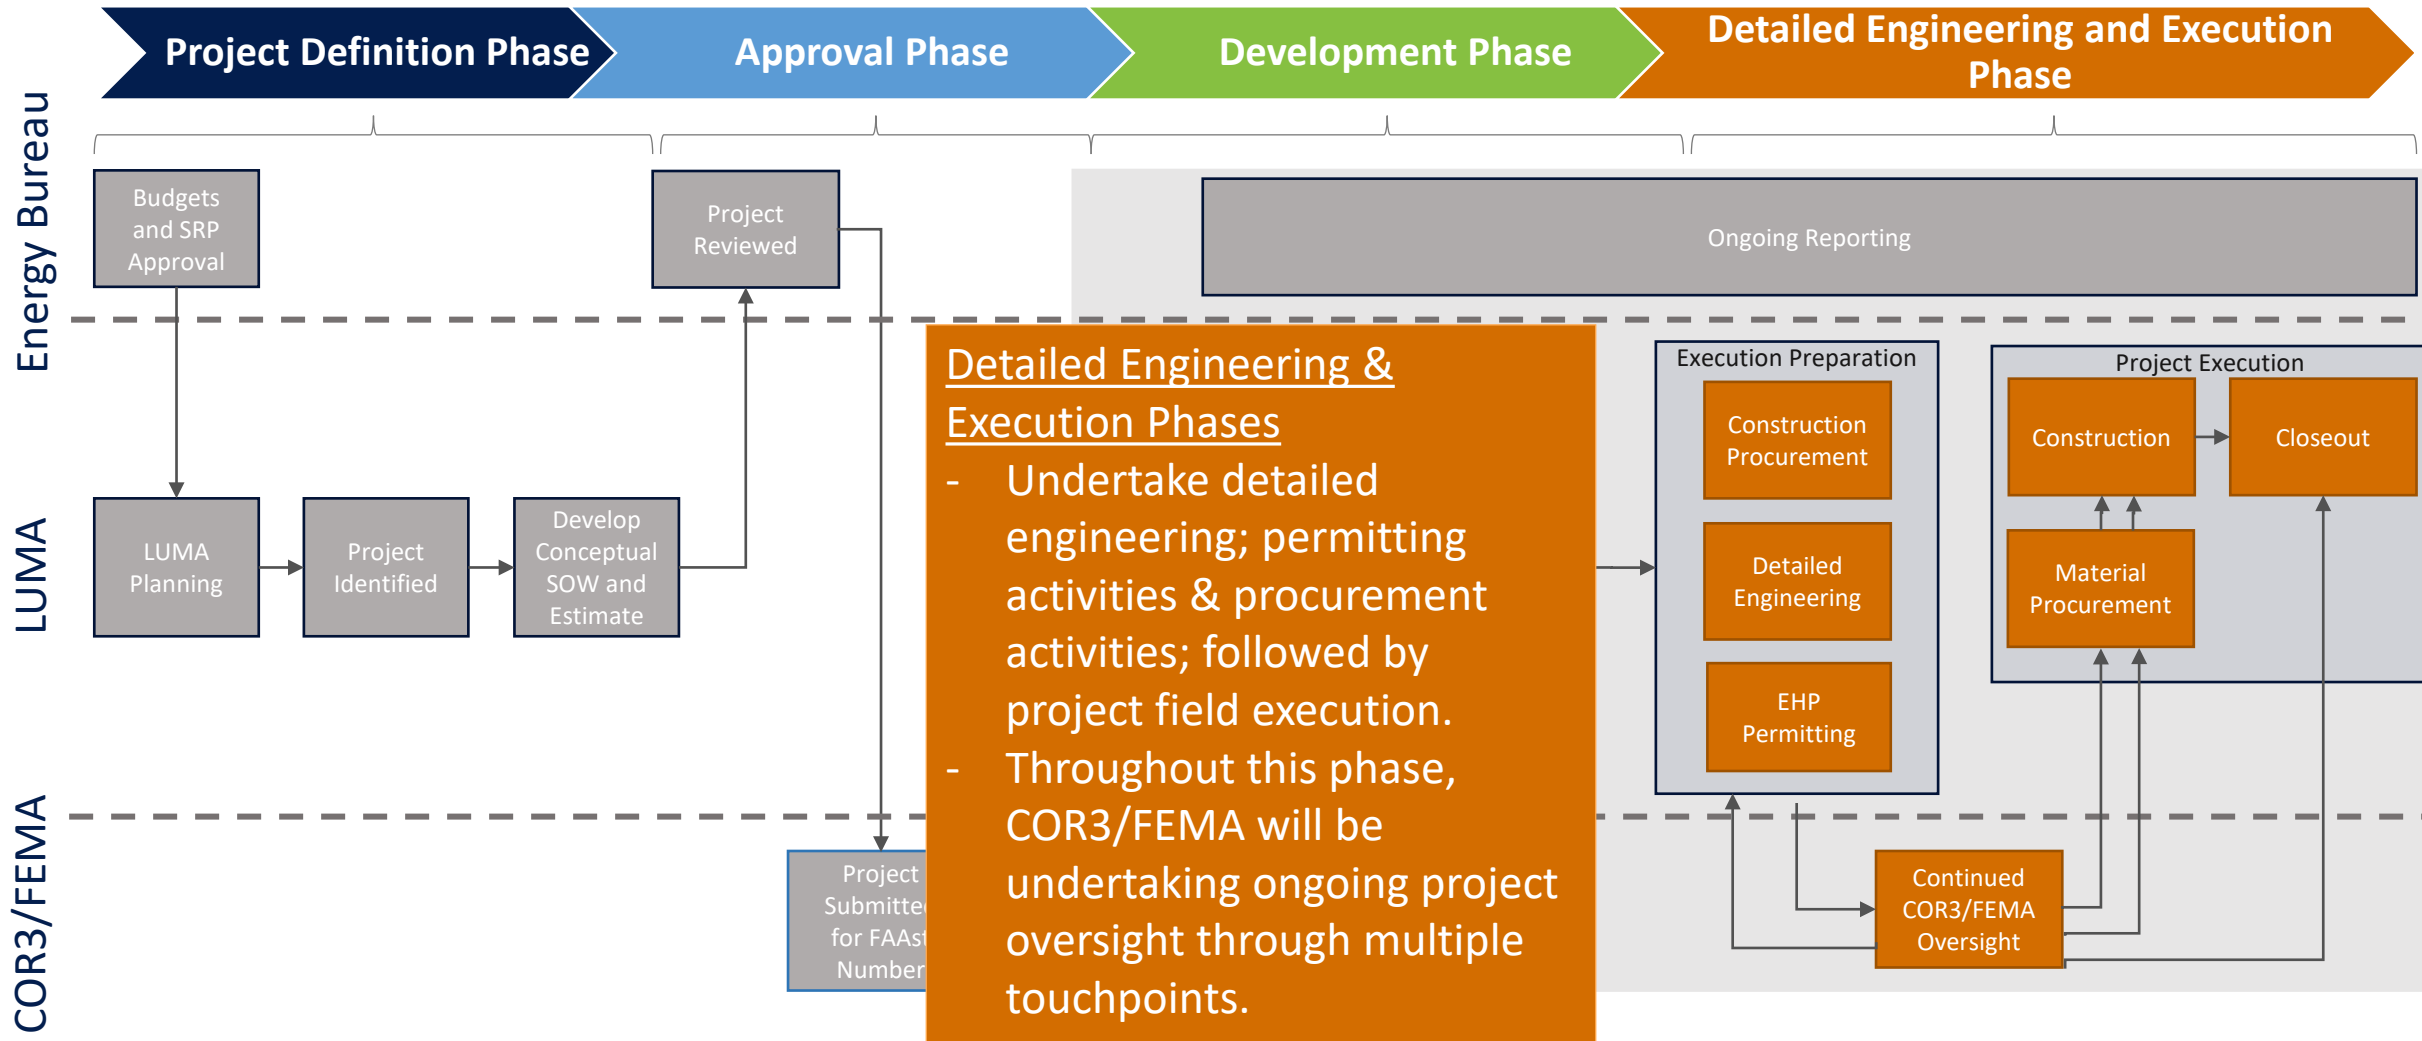 Project Definition Phase
Approval Phase
Development Phase
Detailed Engineering and Execution
Phase
Energy Bureau
Budgets
and SRP
Approval
Project
Reviewed
Ongoing Reporting
LUMA
LUMA
Planning
Project
Identified
Develop
Conceptual
SOW and
Estimate
Detailed Engineering &
Execution Phases
- Undertake detailed
engineering; permitting
activities & procurement
activities; followed by
project field execution.
- Throughout this phase,
COR3/FEMA will be
undertaking ongoing project
oversight through multiple
touchpoints.
Execution Preparation
Construction
Procurement
Detailed
Engineering
EHP
Permitting
Project Execution
Construction
Closeout
Material
Procurement
COR3/FEMA
Project
Submitted
for FAAst
Number
Continued
COR3/FEMA
Oversight